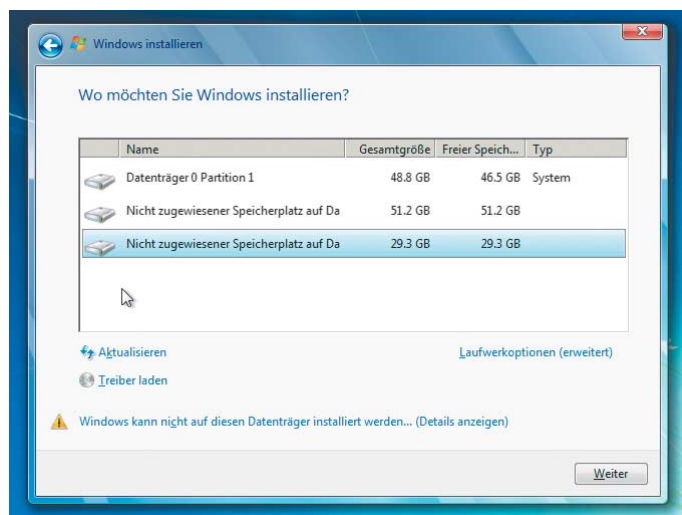 Windows installieren
Wo möchten Sie Windows installieren?
Name Gesamtgröße Freier Speich... Typ
Datenträger 0 Partition 1 48.8 GB 46.5 GB System
Nicht zugewiesener Speicherplatz auf Da 51.2 GB 51.2 GB
Nicht zugewiesener Speicherplatz auf Da 29.3 GB 29.3 GB
Aktualisieren Laufwerkoptionen (erweitert)
Treiber laden
Windows kann nicht auf diesen Datenträger installiert werden... (Details anzeigen)
Weiter